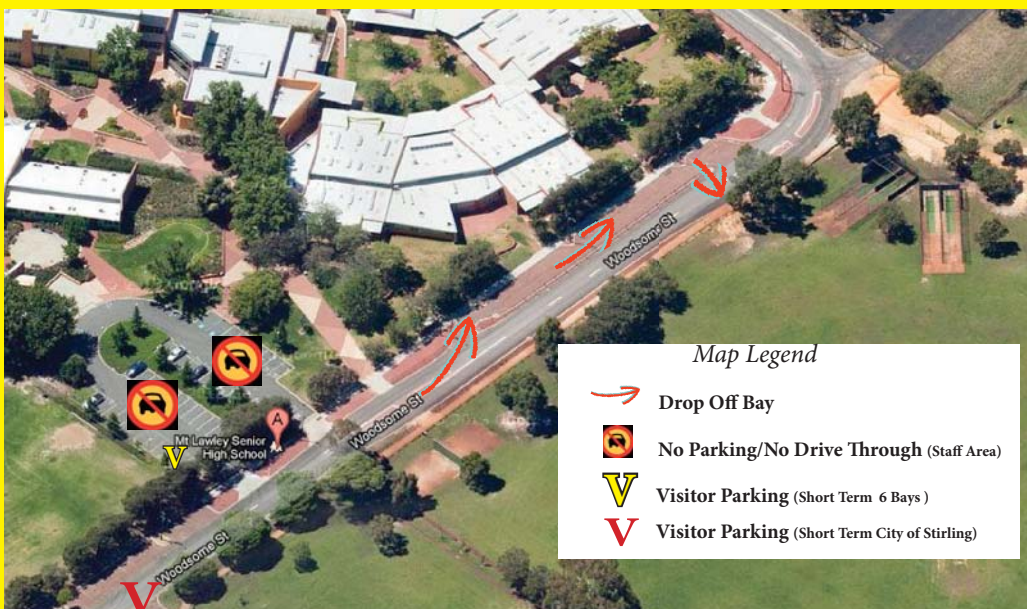 Woodsome St
A
Mt Lawley Senior
High School
V
Woodsome St
Woodsome St
V
Map Legend
Drop Off Bay
No Parking/No Drive Through (Staff Area)
V Visitor Parking (Short Term 6 Bays )
V Visitor Parking (Short Term City of Stirling)